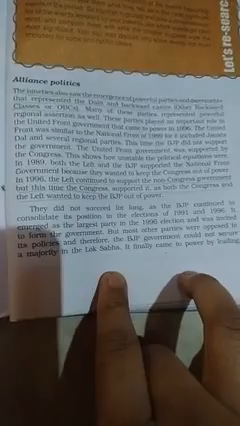 Let's re-searc
Alliance politics
The nineties also saw the emergence of powerful parties and movements
that represented the Dalit and backward castes (Other Backward
Classes or OBCs). Many of these parties represented powerful
regional assertion as well. These parties played an important role in
the United Front government that came to power in 1996. The United
Front was similar to the National Front of 1989 for it included Janata
Dal and several regional parties. This time the BJP did not support
the government. The United Front government was supported by
the Congress. This shows how unstable the political equations were.
In 1989, both the Left and the BJP supported the National Front
Government because they wanted to keep the Congress out of power.
In 1996, the Left continued to support the non-Congress government
but this time the Congress, supported it, as both the Congress and
the Left wanted to keep the BJP out of power.
They did not succeed for long, as the BJP continued to
consolidate its position in the elections of 1991 and 1996. It
emerged as the largest party in the 1996 election and was invited
to form the government. But most other parties were opposed to
its policies and therefore, the BJP government could not secure
a majority in the Lok Sabha. It finally came to power by leading